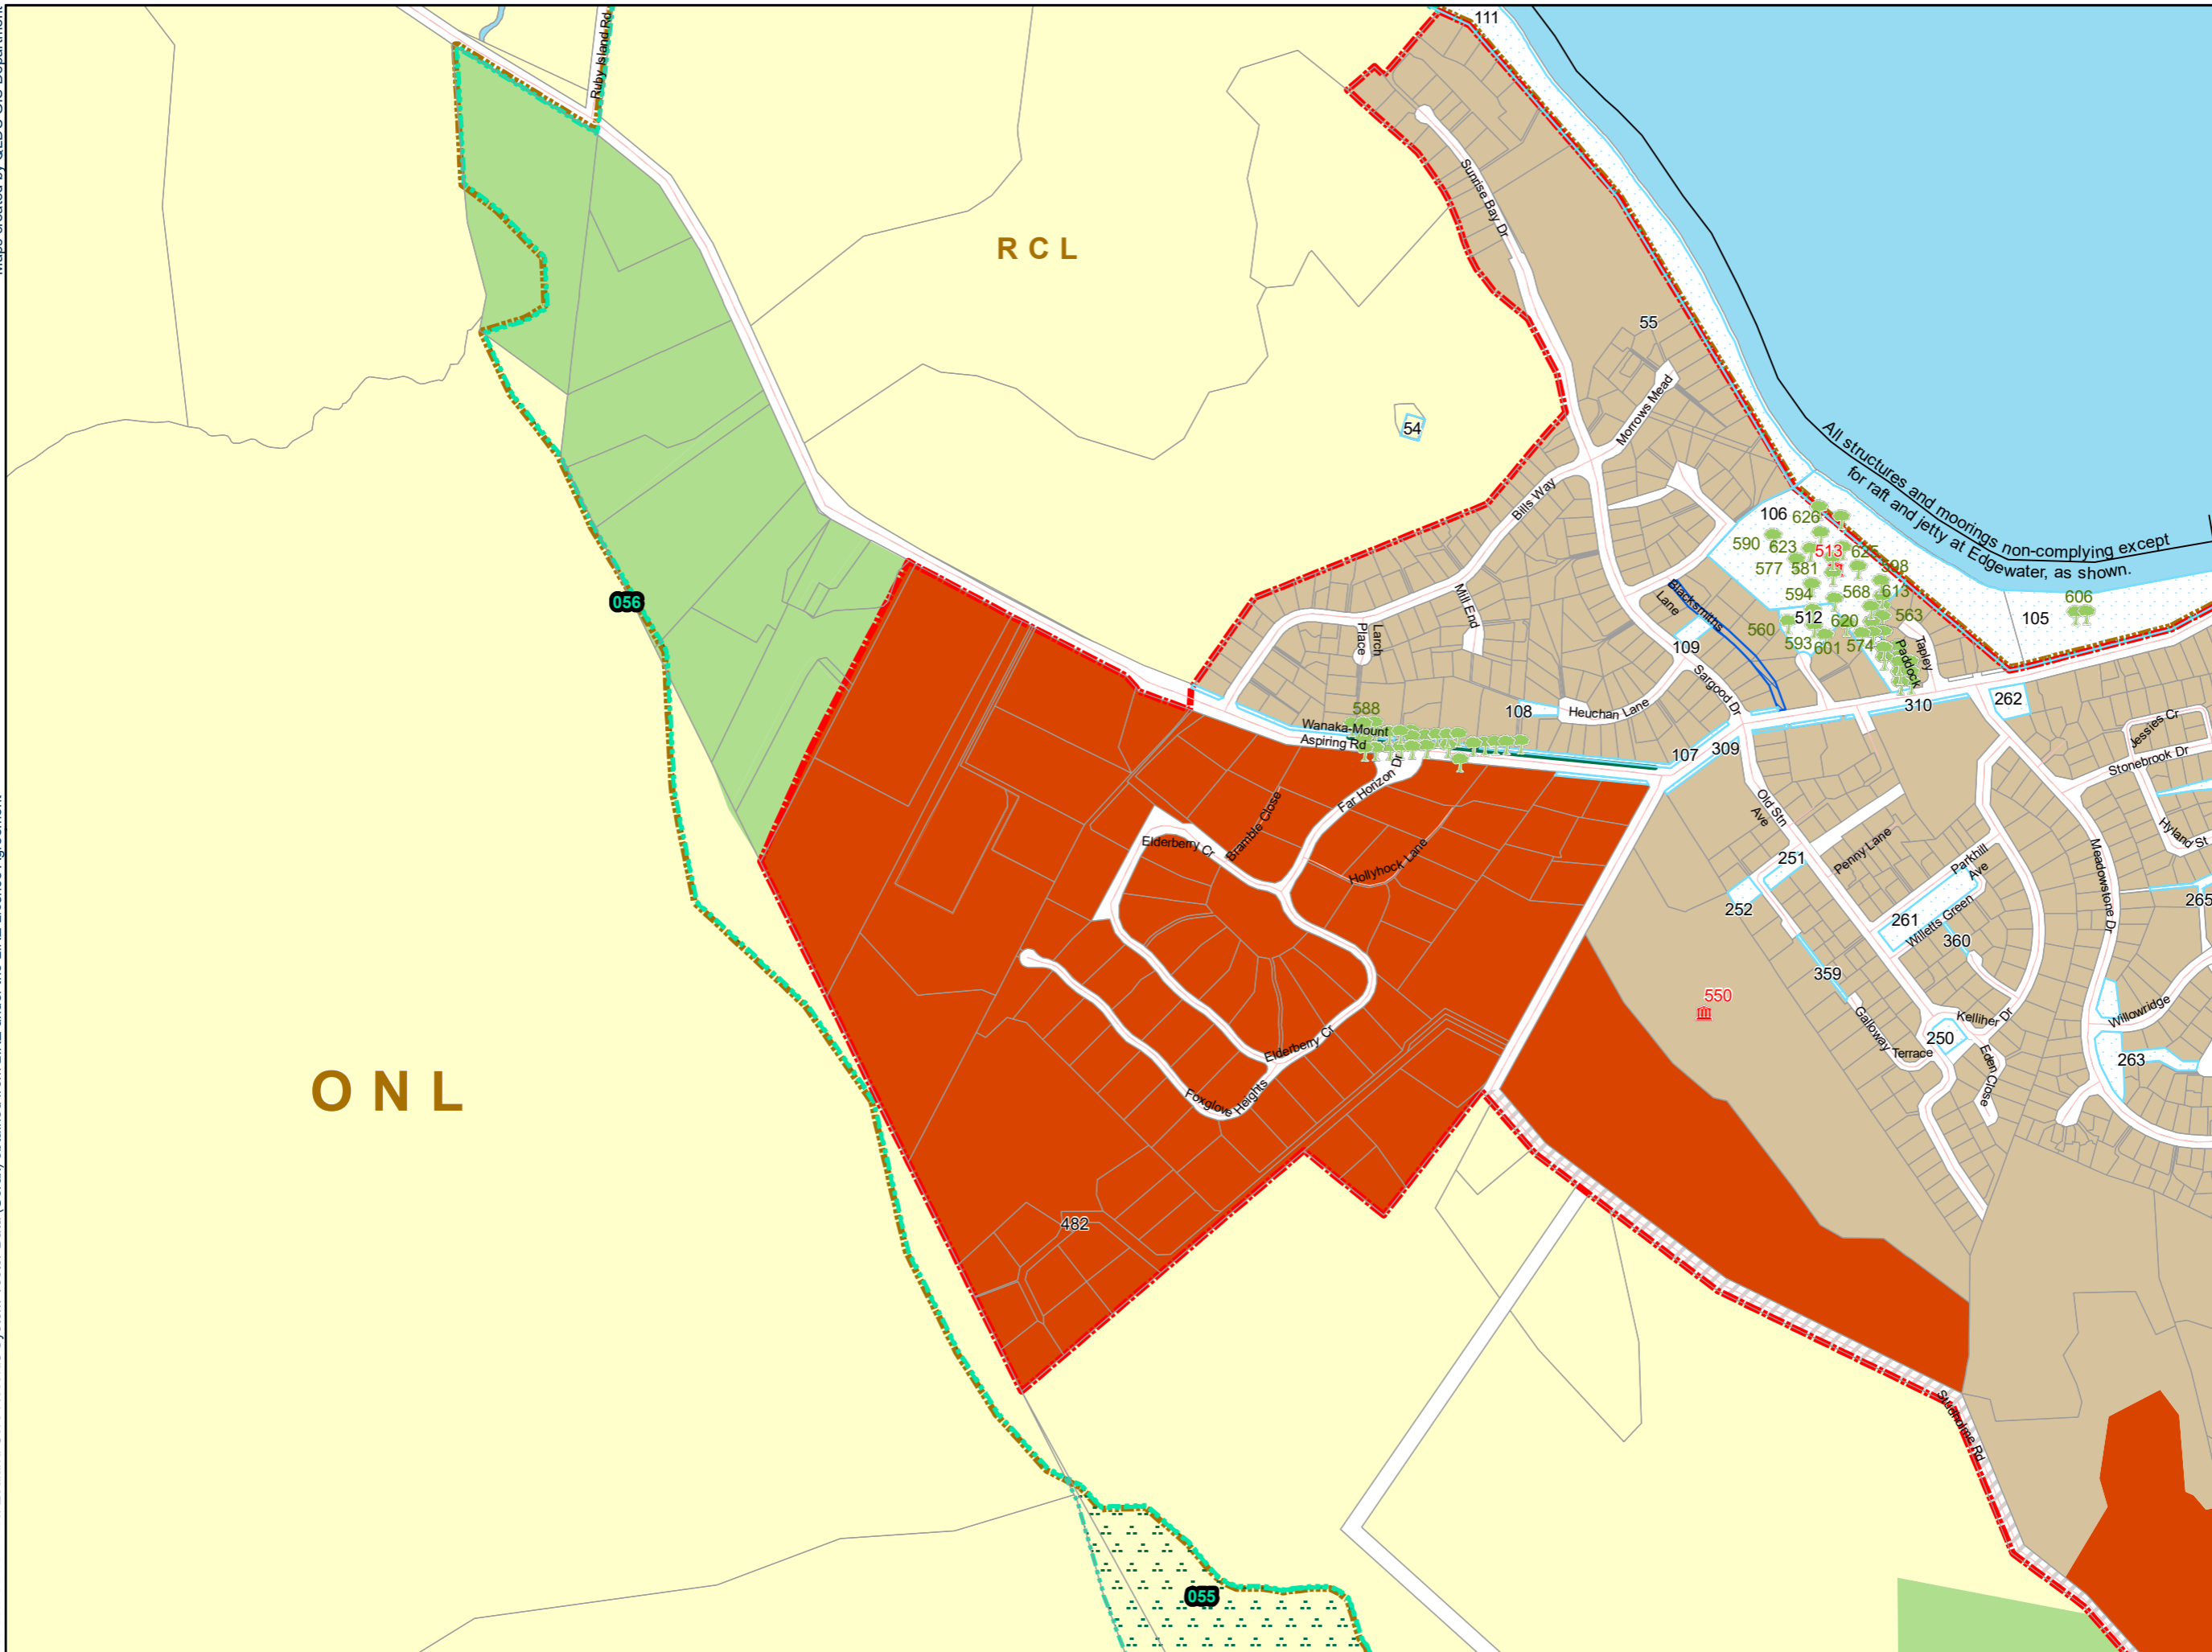 111
Ruby Island Rd
RCL
Sunrise Bay Dr
55
Morrows Mead
54
Bills Way
All structures and moorings non-complying except
for raft and jetty at Edgewater, as shown.
106
626
590
623
513
625
577
581
598
594
568
613
606
105
056
Mill End
Blacksmiths
Lane
512
620
563
560
593
601
574
Larch
Place
109
Tapley
Paddock
Sargood Dr
588
108
Heuchan Lane
310
262
Wanaka-Mount
Aspiring Rd
107
309
Jessies Cr
Stonebrook Dr
Far Horizon Dr
Bramble Close
Elderberry Cr
Hollyhock Lane
Old Stn
Ave
Hyland St
251
Penny Lane
Parkhill
Ave
Meadowstone Dr
252
261
Willetts Green
265
360
359
550
Willowridge
Galloway
Terrace
Kelliher Dr
250
Eden Close
263
Elderberry Cr
Foxglove Heights
ONL
482
Studholme Rd
055